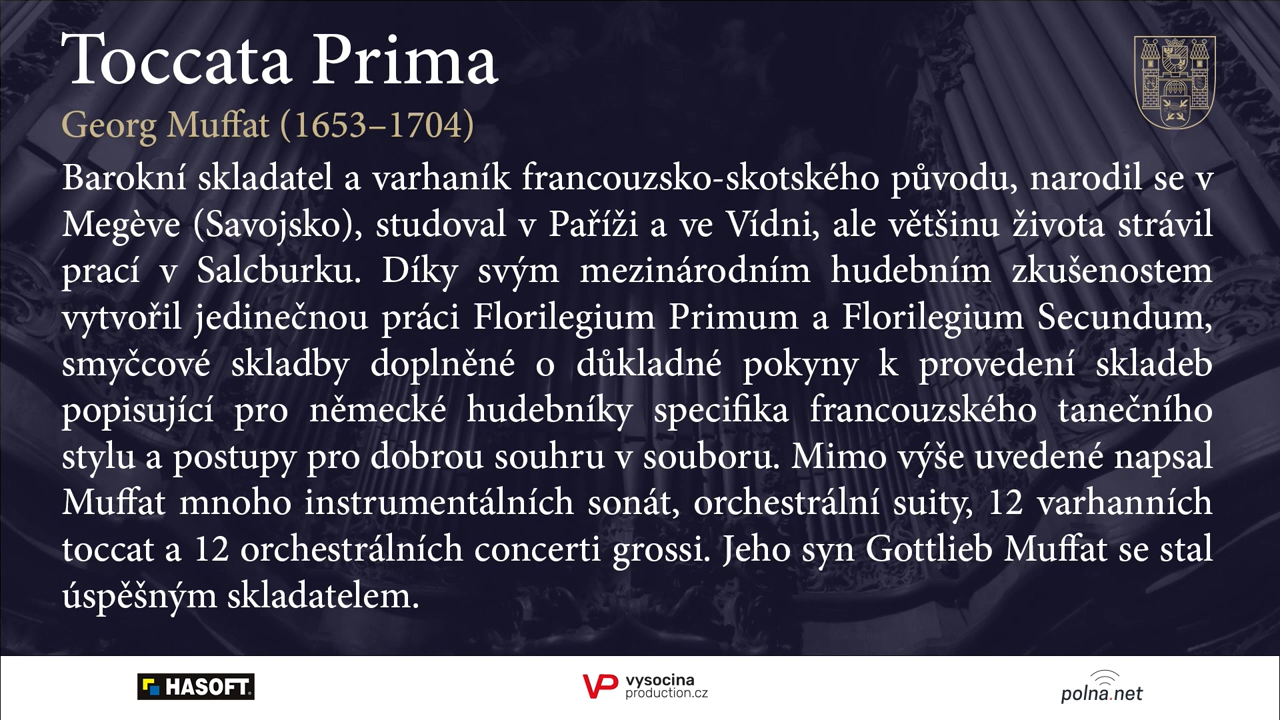 Toccata Prima
Georg Muffat (1653–1704)
Barokní skladatel a varhaník francouzsko-skotského původu, narodil se v
Megève (Savojsko), studoval v Paříži a ve Vídni, ale většinu života strávil
prací v Salcburku. Díky svým mezinárodním hudebním zkušenostem
vytvořil jedinečnou práci Florilegium Primum a Florilegium Secundum,
smyčcové skladby doplněné o důkladné pokyny k provedení skladeb
popisující pro německé hudebníky specifika francouzského tanečního
stylu a postupy pro dobrou souhru v souboru. Mimo výše uvedené napsal
Muffat mnoho instrumentálních sonát, orchestrální suity, 12 varhanních
toccat a 12 orchestrálních concerti grossi. Jeho syn Gottlieb Muffat se stal
úspěšným skladatelem.
HASOFT.
VP vysocina
production.cz
polna.net